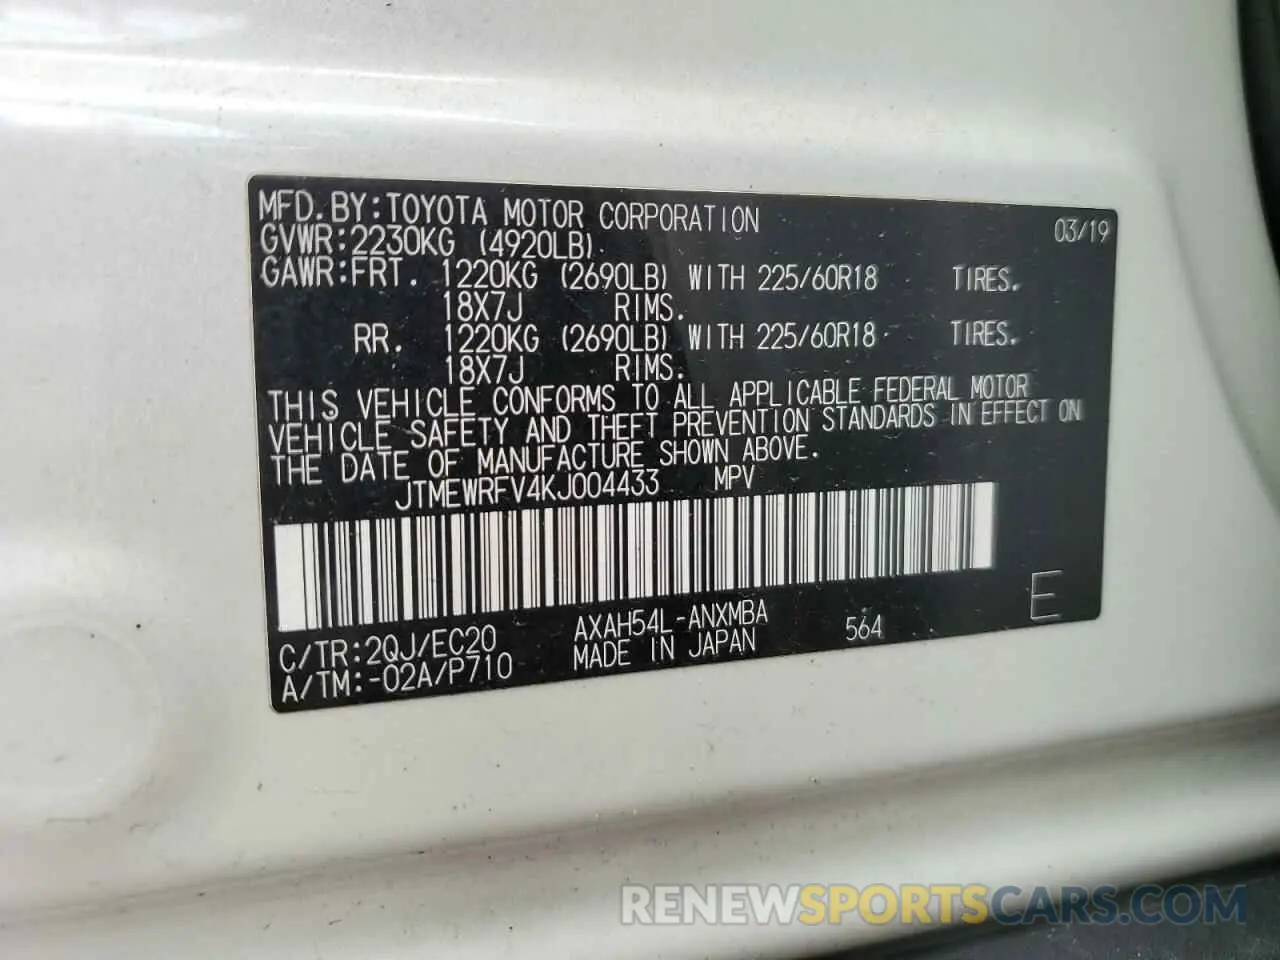 MFD.BY:TOYOTA MOTOR CORPORATION 03/19
GVWR:2230KG (4920LB)
GAWR:FRT. 1220KG (2690LB) WITH 225/60R18 TIRES.
18X7J RIMS.
RR. 1220KG (2690LB) WITH 225/60R18 TIRES.
18X7J RIMS.
THIS VEHICLE CONFORMS TO ALL APPLICABLE FEDERAL MOTOR
VEHICLE SAFETY AND THEFT PREVENTION STANDARDS IN EFFECT ON
THE DATE OF MANUFACTURE SHOWN ABOVE.
JTMEWRFV4KJ004433 MPV
C/TR:2QJ/EC20 AXAH54L-ANXMBA 564 E
A/TM:-02A/P710 MADE IN JAPAN
RENEWSPORTSCARS.COM